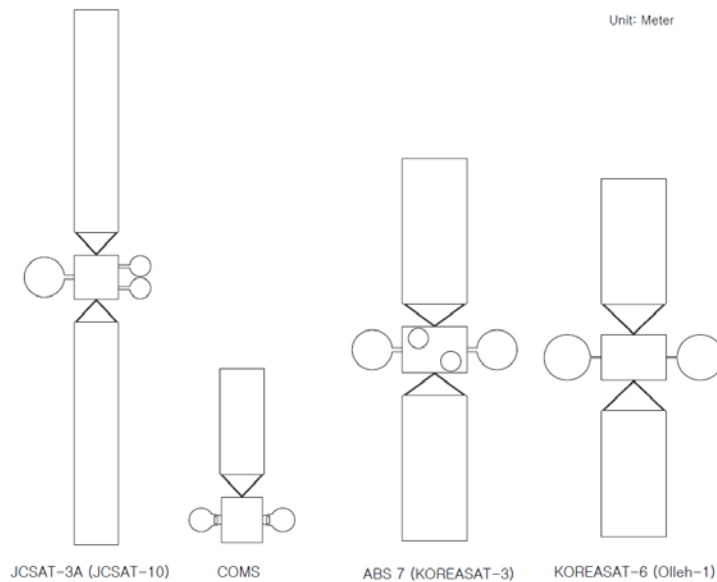 Unit: Meter
JCSAT-3A (JCSAT-10)
COMS
ABS 7 (KOREASAT-3)
KOREASAT-6 (Olleh-1)